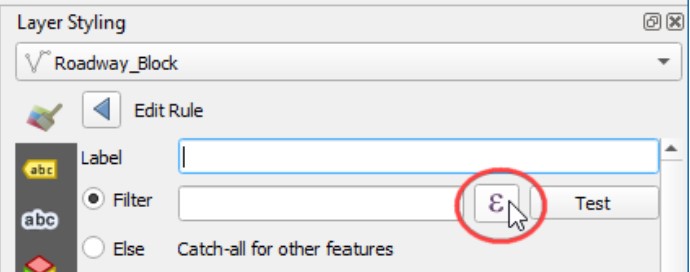 Layer Styling
Roadway_Block
Edit Rule
abc
Label
Filter
ε
Test
abc
Else
Catch-all for other features